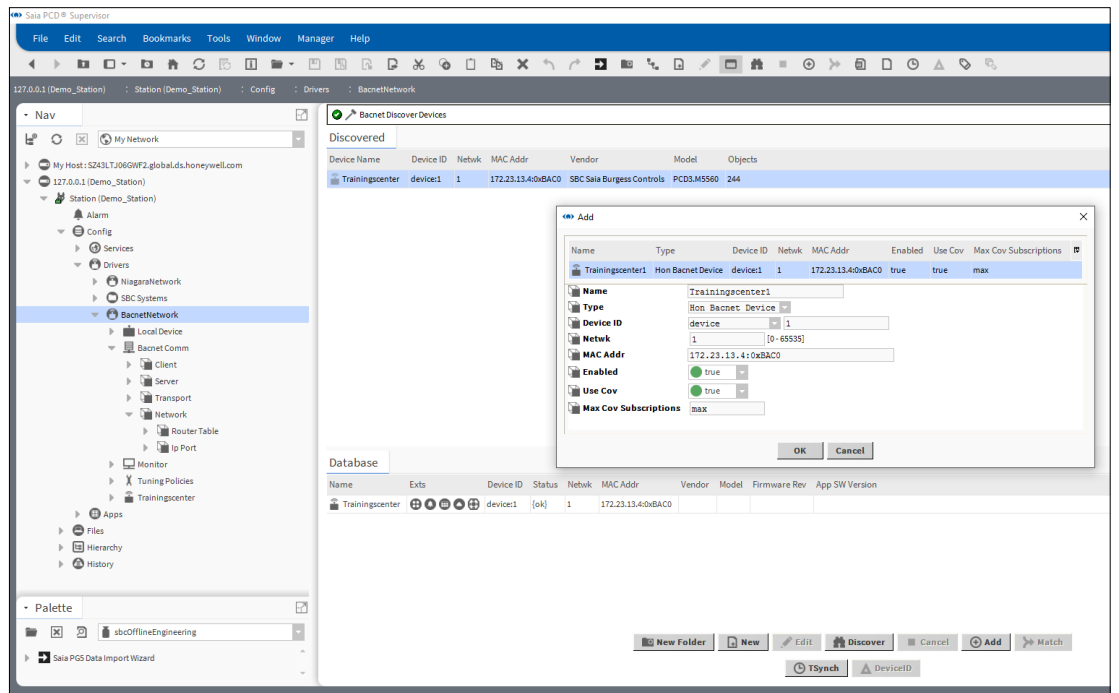 Saia PCD® Supervisor
File Edit Search Bookmarks Tools Window Manager Help
127.0.0.1 (Demo_Station) : Station (Demo_Station) : Config : Drivers : BacnetNetwork
Nav
My Network
My Host : SZ43LTJ06GWF2.global.ds.honeywell.com
127.0.0.1 (Demo_Station)
Station (Demo_Station)
Alarm
Config
Services
Drivers
NiagaraNetwork
SBC Systems
BacnetNetwork
Local Device
Bacnet Comm
Client
Server
Transport
Network
Router Table
Ip Port
Monitor
Tuning Policies
Trainingscenter
Apps
Files
Hierarchy
History
Palette
sbcOfflineEngineering
Saia PG5 Data Import Wizard
Bacnet Discover Devices
Discovered
Device Name Device ID Netwk MAC Addr Vendor Model Objects
Trainingscenter device:1 1 172.23.13.4:0xBAC0 SBC Saia Burgess Controls PCD3.M5560 244
Add
Name Type Device ID Netwk MAC Addr Enabled Use Cov Max Cov Subscriptions
Trainingscenter1 Hon Bacnet Device device:1 1 172.23.13.4:0xBAC0 true true max
Name Trainingscenter1
Type Hon Bacnet Device
Device ID device 1
Netwk 1 [0 - 65535]
MAC Addr 172.23.13.4:0xBAC0
Enabled true
Use Cov true
Max Cov Subscriptions max
OK Cancel
Database
Name Exts Device ID Status Netwk MAC Addr Vendor Model Firmware Rev App SW Version
Trainingscenter device:1 {ok} 1 172.23.13.4:0xBAC0
New Folder New Edit Discover Cancel Add Match
TSynch DeviceID